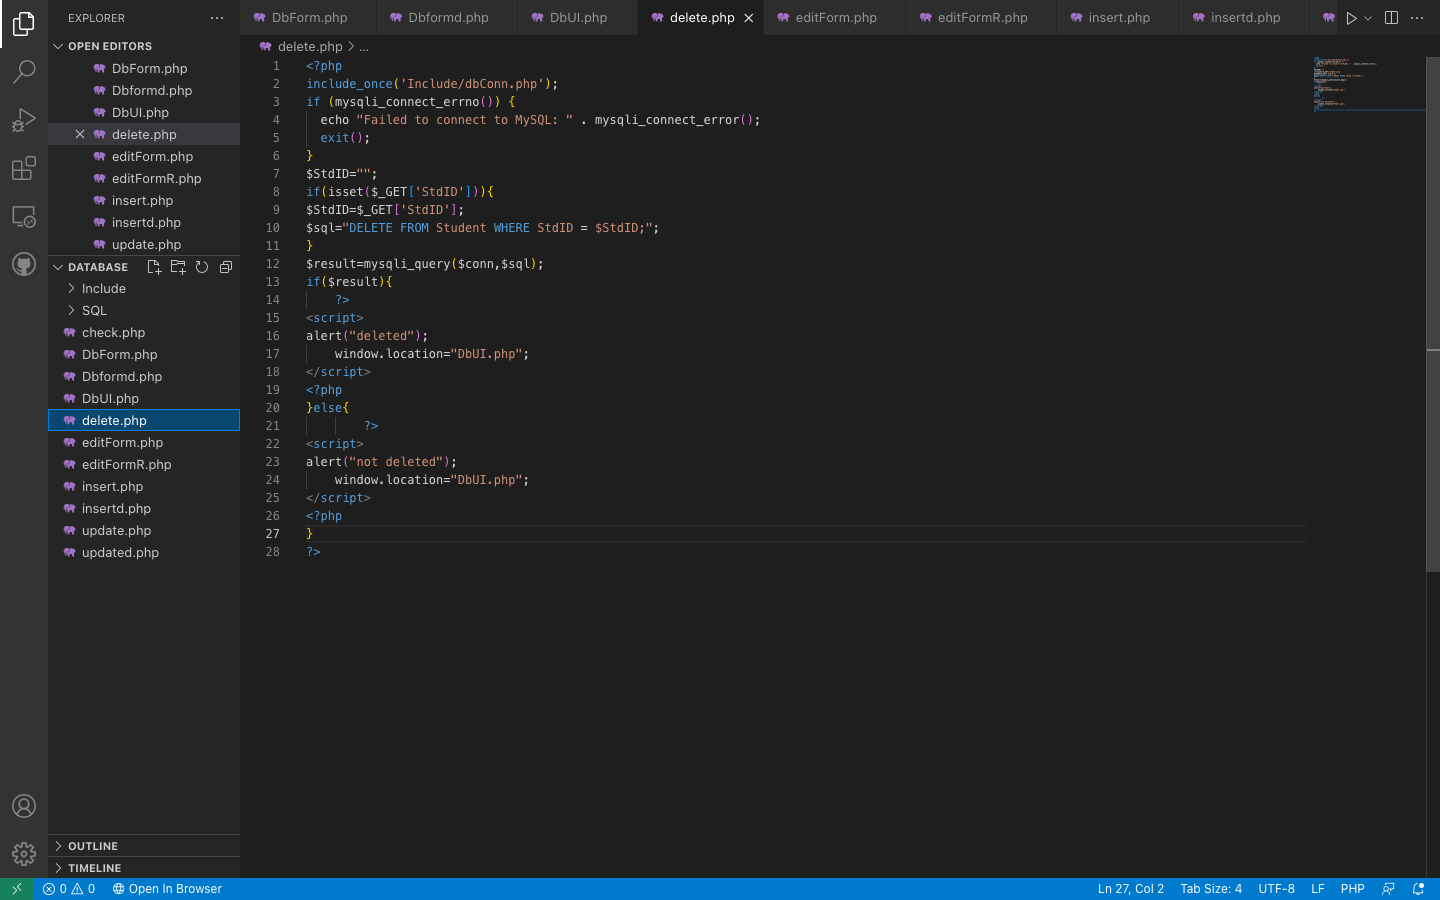 EXPLORER
OPEN EDITORS
DbForm.php
Dbformd.php
DbUI.php
delete.php
editForm.php
editFormR.php
insert.php
insertd.php
update.php
DATABASE
Include
SQL
check.php
DbForm.php
Dbformd.php
DbUI.php
delete.php
editForm.php
editFormR.php
insert.php
insertd.php
update.php
updated.php
OUTLINE
TIMELINE
DbForm.php Dbformd.php DbUI.php delete.php editForm.php editFormR.php insert.php insertd.php
delete.php > ...
1 <?php
2 include_once('Include/dbConn.php');
3 if (mysqli_connect_errno()) {
4 echo "Failed to connect to MySQL: " . mysqli_connect_error();
5 exit();
6 }
7 $StdID="";
8 if(isset($_GET['StdID'])){
9 $StdID=$_GET['StdID'];
10 $sql="DELETE FROM Student WHERE StdID = $StdID;";
11 }
12 $result=mysqli_query($conn,$sql);
13 if($result){
14 ?>
15 <script>
16 alert("deleted");
17 window.location="DbUI.php";
18 </script>
19 <?php
20 }else{
21 ?>
22 <script>
23 alert("not deleted");
24 window.location="DbUI.php";
25 </script>
26 <?php
27 }
28 ?>
0 0 Open In Browser Ln 27, Col 2 Tab Size: 4 UTF-8 LF PHP